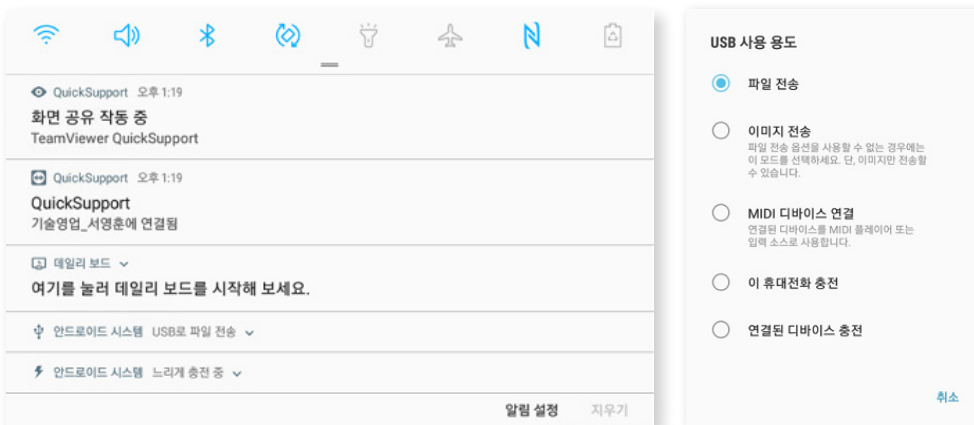 QuickSupport 오후 1:19
화면 공유 작동 중
TeamViewer QuickSupport
QuickSupport 오후 1:19
QuickSupport
기술영업_서영훈에 연결됨
데일리 보드
여기를 눌러 데일리 보드를 시작해 보세요.
안드로이드 시스템 USB로 파일 전송
안드로이드 시스템 느리게 충전 중
알림 설정 지우기
USB 사용 용도
파일 전송
이미지 전송
파일 전송 옵션을 사용할 수 없는 경우에는
이 모드를 선택하세요. 단, 이미지만 전송할
수 있습니다.
MIDI 디바이스 연결
연결된 디바이스를 MIDI 플레이어 또는
입력 소스로 사용합니다.
이 휴대전화 충전
연결된 디바이스 충전
취소